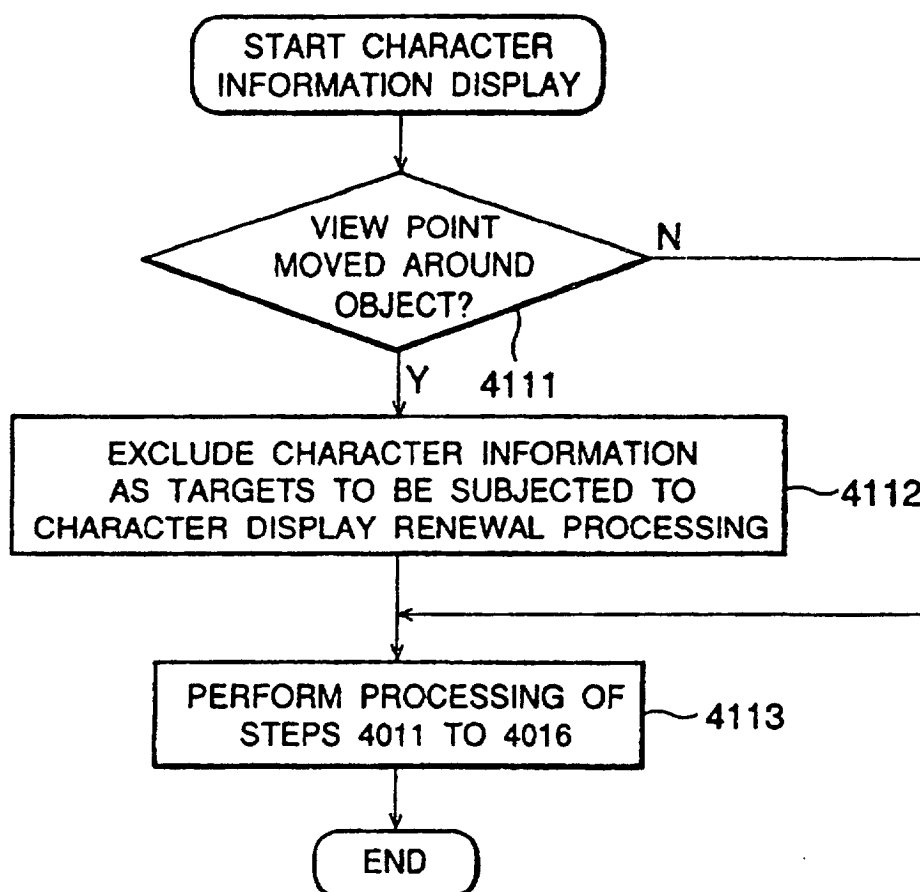 START CHARACTER
INFORMATION DISPLAY
VIEW POINT
MOVED AROUND
OBJECT?
N
4111
Y
EXCLUDE CHARACTER INFORMATION
AS TARGETS TO BE SUBJECTED TO
CHARACTER DISPLAY RENEWAL PROCESSING
4112
PERFORM PROCESSING OF
STEPS 4011 TO 4016
4113
END